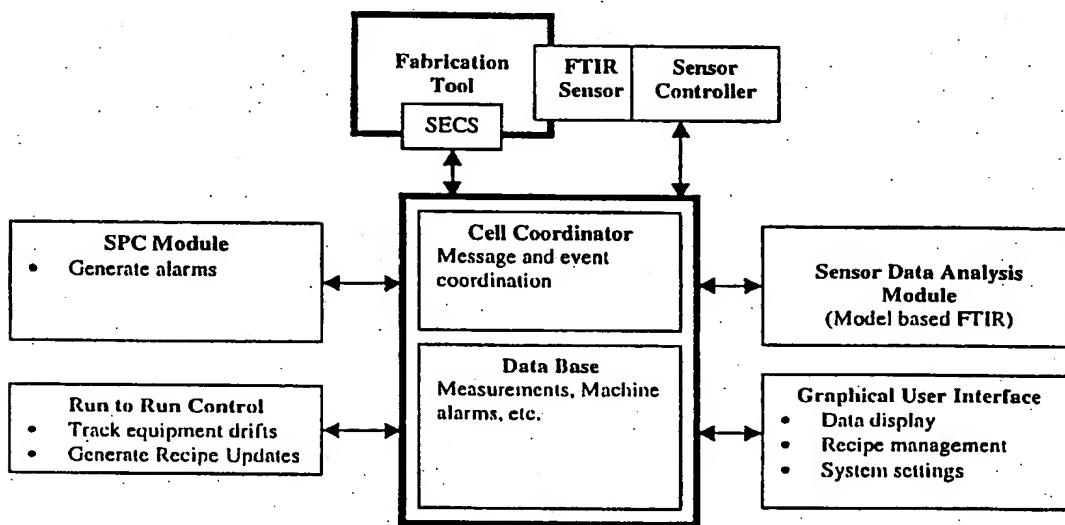 Fabrication
Tool
SECS
FTIR
Sensor
Sensor
Controller
SPC Module
• Generate alarms
Cell Coordinator
Message and event
coordination
Sensor Data Analysis
Module
(Model based FTIR)
Run to Run Control
• Track equipment drifts
• Generate Recipe Updates
Data Base
Measurements, Machine
alarms, etc.
Graphical User Interface
• Data display
• Recipe management
• System settings